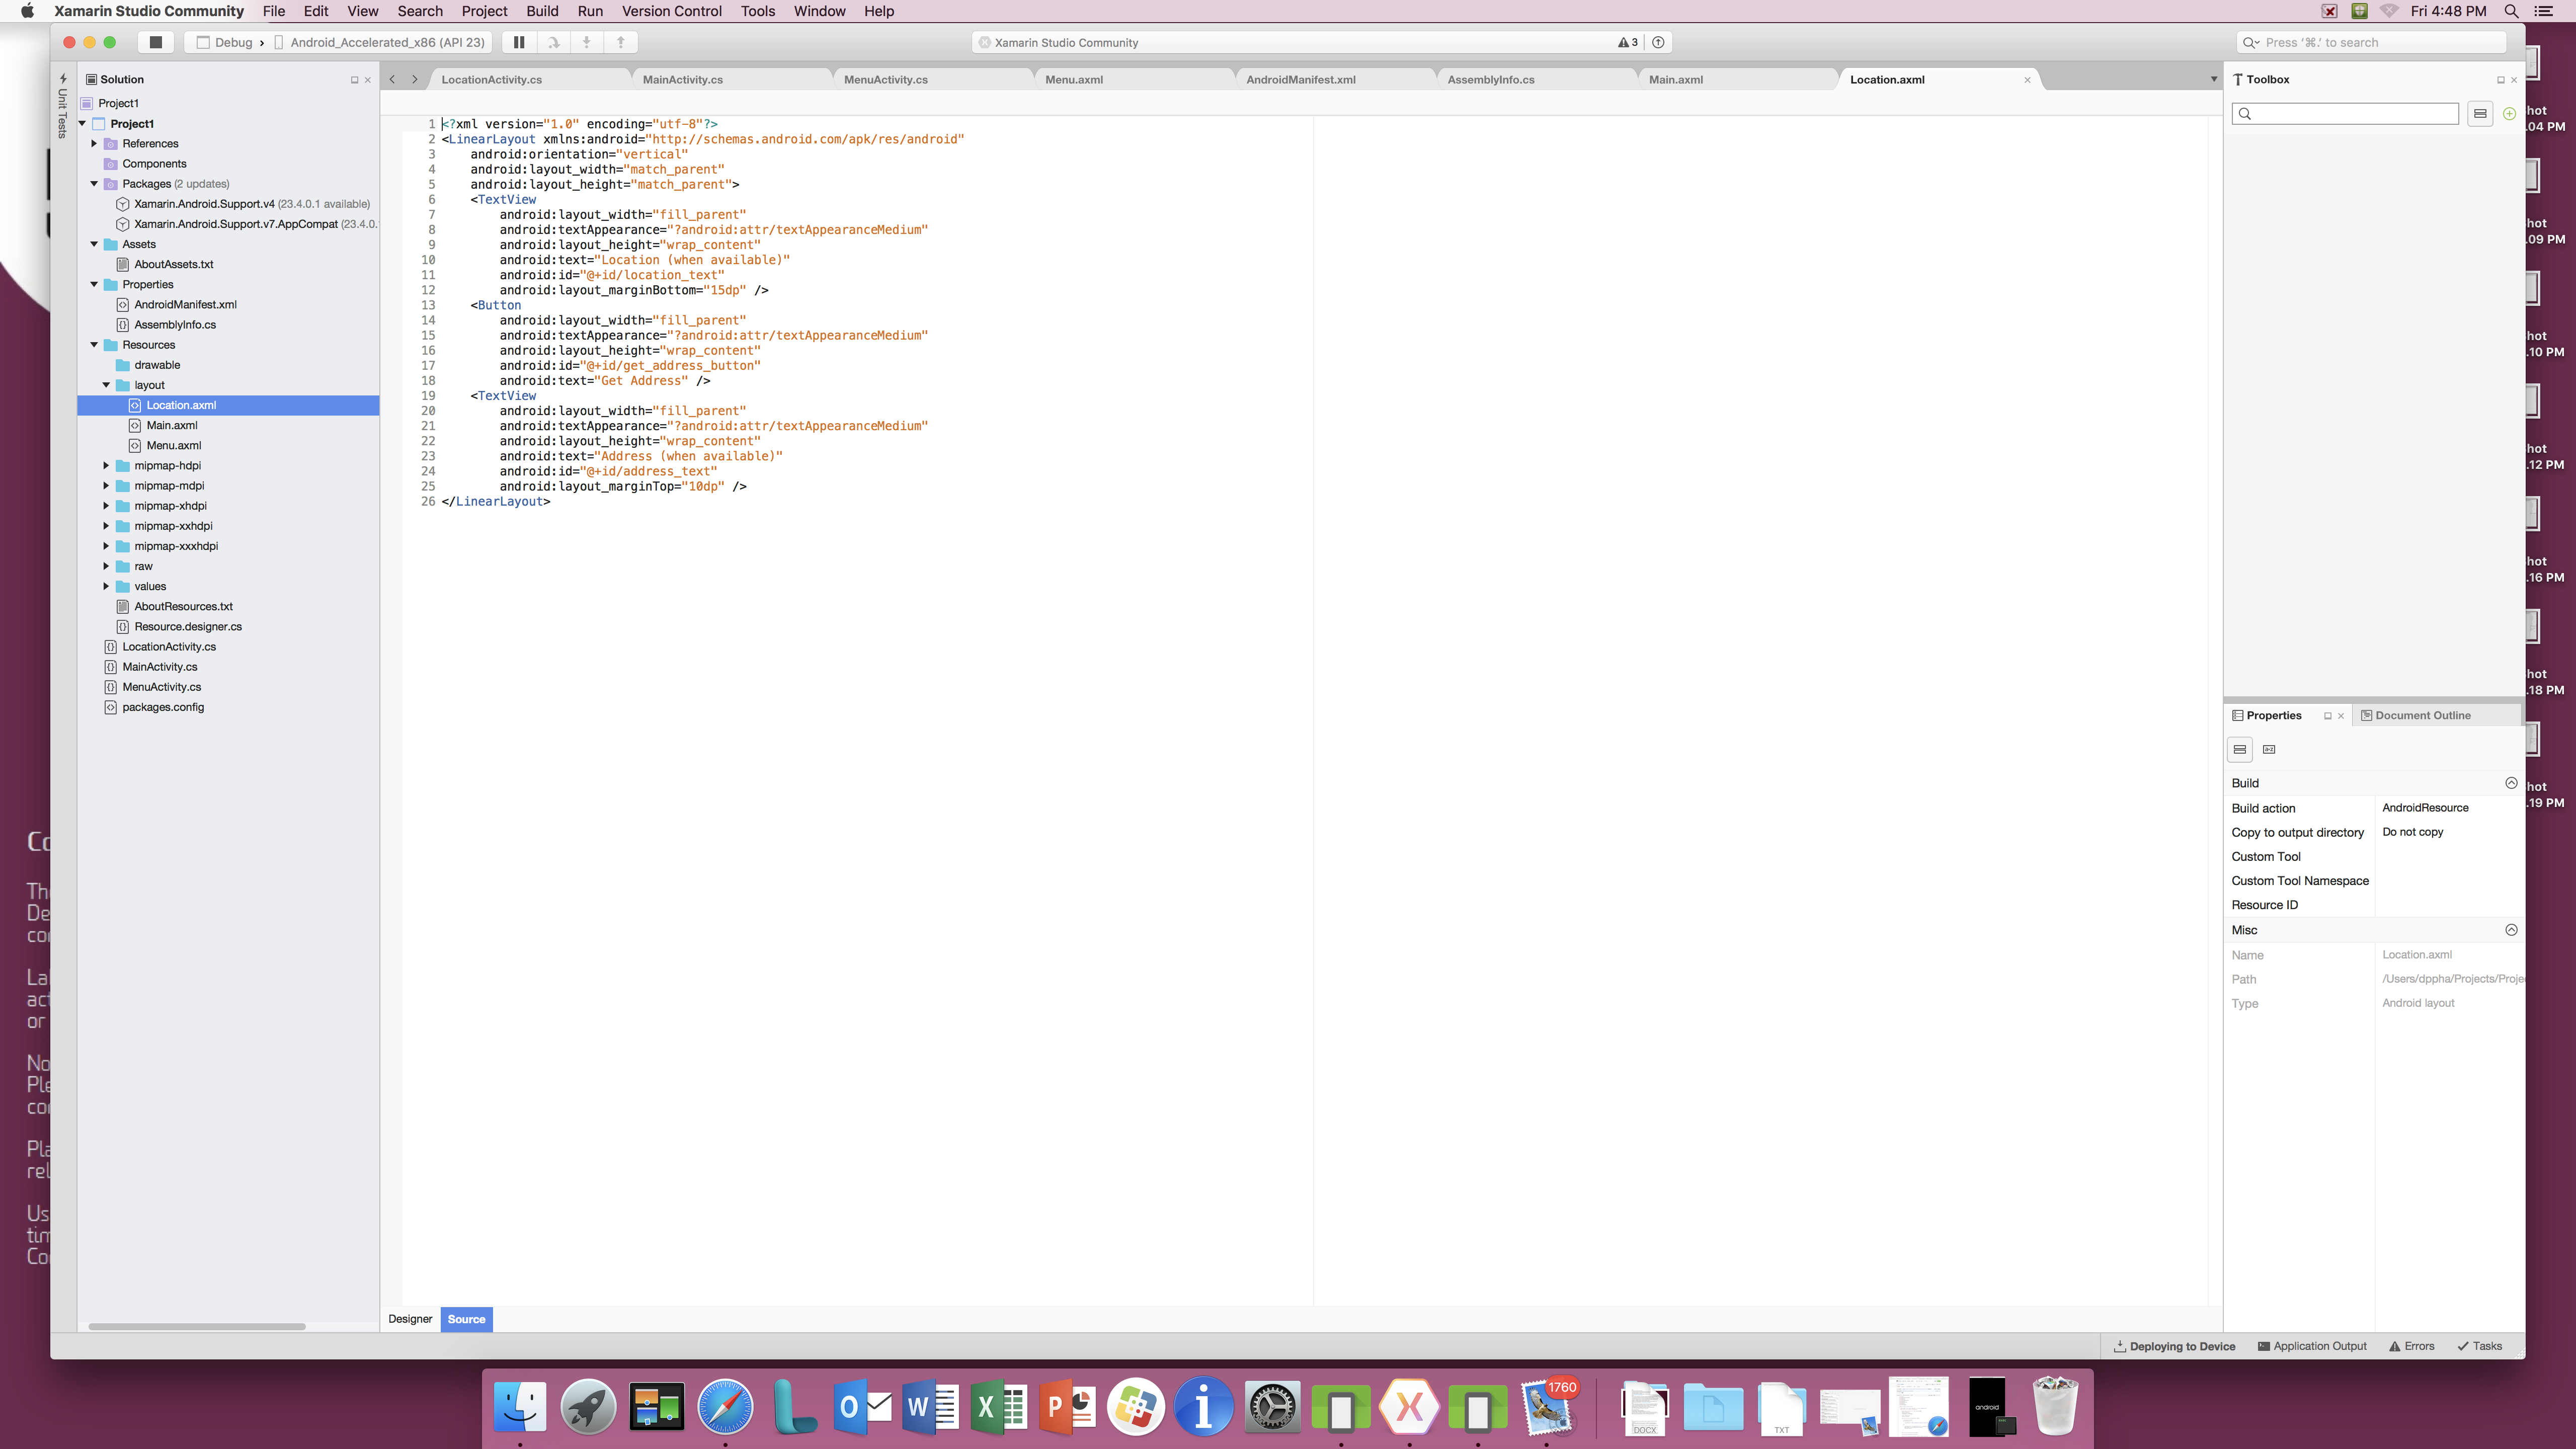 Xamarin Studio Community File Edit View Search Project Build Run Version Control Tools Window Help
Fri 4:48 PM
Debug › Android_Accelerated_x86 (API 23)
Xamarin Studio Community
3
Press '⌘.' to search
Unit Tests
Solution
Project1
Project1
References
Components
Packages (2 updates)
Xamarin.Android.Support.v4 (23.4.0.1 available)
Xamarin.Android.Support.v7.AppCompat (23.4.0.
Assets
AboutAssets.txt
Properties
AndroidManifest.xml
AssemblyInfo.cs
Resources
drawable
layout
Location.axml
Main.axml
Menu.axml
mipmap-hdpi
mipmap-mdpi
mipmap-xhdpi
mipmap-xxhdpi
mipmap-xxxhdpi
raw
values
AboutResources.txt
Resource.designer.cs
LocationActivity.cs
MainActivity.cs
MenuActivity.cs
packages.config
LocationActivity.cs MainActivity.cs MenuActivity.cs Menu.axml AndroidManifest.xml AssemblyInfo.cs Main.axml Location.axml
1 <?xml version="1.0" encoding="utf-8"?>
2 <LinearLayout xmlns:android="http://schemas.android.com/apk/res/android"
3 android:orientation="vertical"
4 android:layout_width="match_parent"
5 android:layout_height="match_parent">
6 <TextView
7 android:layout_width="fill_parent"
8 android:textAppearance="?android:attr/textAppearanceMedium"
9 android:layout_height="wrap_content"
10 android:text="Location (when available)"
11 android:id="@+id/location_text"
12 android:layout_marginBottom="15dp" />
13 <Button
14 android:layout_width="fill_parent"
15 android:textAppearance="?android:attr/textAppearanceMedium"
16 android:layout_height="wrap_content"
17 android:id="@+id/get_address_button"
18 android:text="Get Address" />
19 <TextView
20 android:layout_width="fill_parent"
21 android:textAppearance="?android:attr/textAppearanceMedium"
22 android:layout_height="wrap_content"
23 android:text="Address (when available)"
24 android:id="@+id/address_text"
25 android:layout_marginTop="10dp" />
26 </LinearLayout>
Designer Source
Toolbox
Properties Document Outline
Build
Build action AndroidResource
Copy to output directory Do not copy
Custom Tool
Custom Tool Namespace
Resource ID
Misc
Name Location.axml
Path /Users/dppha/Projects/Proje
Type Android layout
Deploying to Device Application Output Errors Tasks
hot
.04 PM
hot
.09 PM
hot
.10 PM
hot
.12 PM
hot
.16 PM
hot
.18 PM
hot
.19 PM
Th
De
co
La
act
or
No
Ple
co
Pla
rel
Us
tim
Co
1760
DOCX
TXT
android